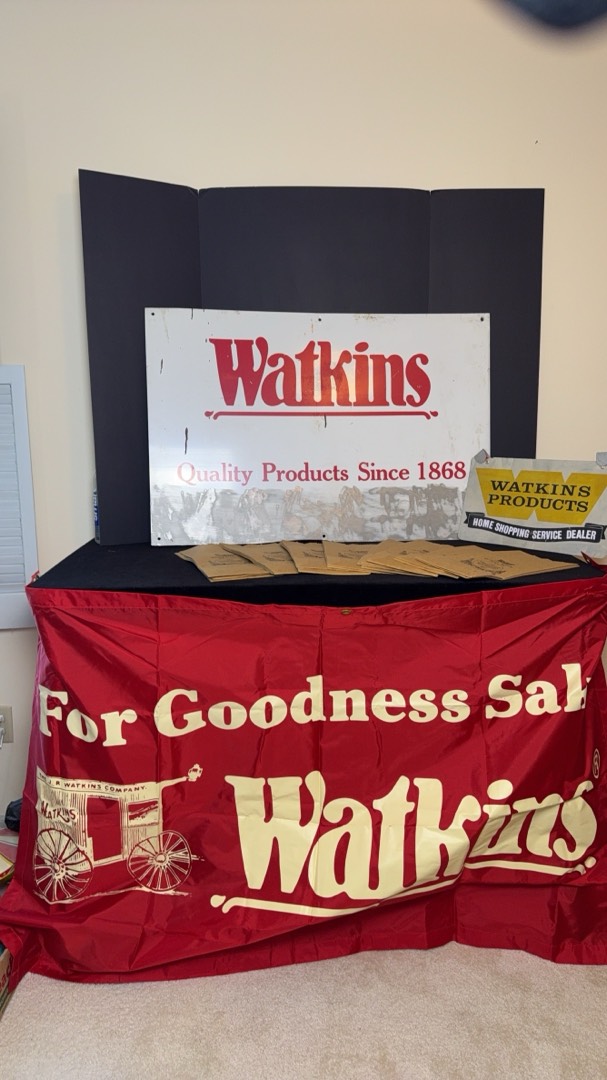 Watkins
Quality Products Since 1868
WATKINS
PRODUCTS
HOME SHOPPING SERVICE DEALER
For Goodness Sak
J. R. WATKINS COMPANY.
WATKINS
Watkins®